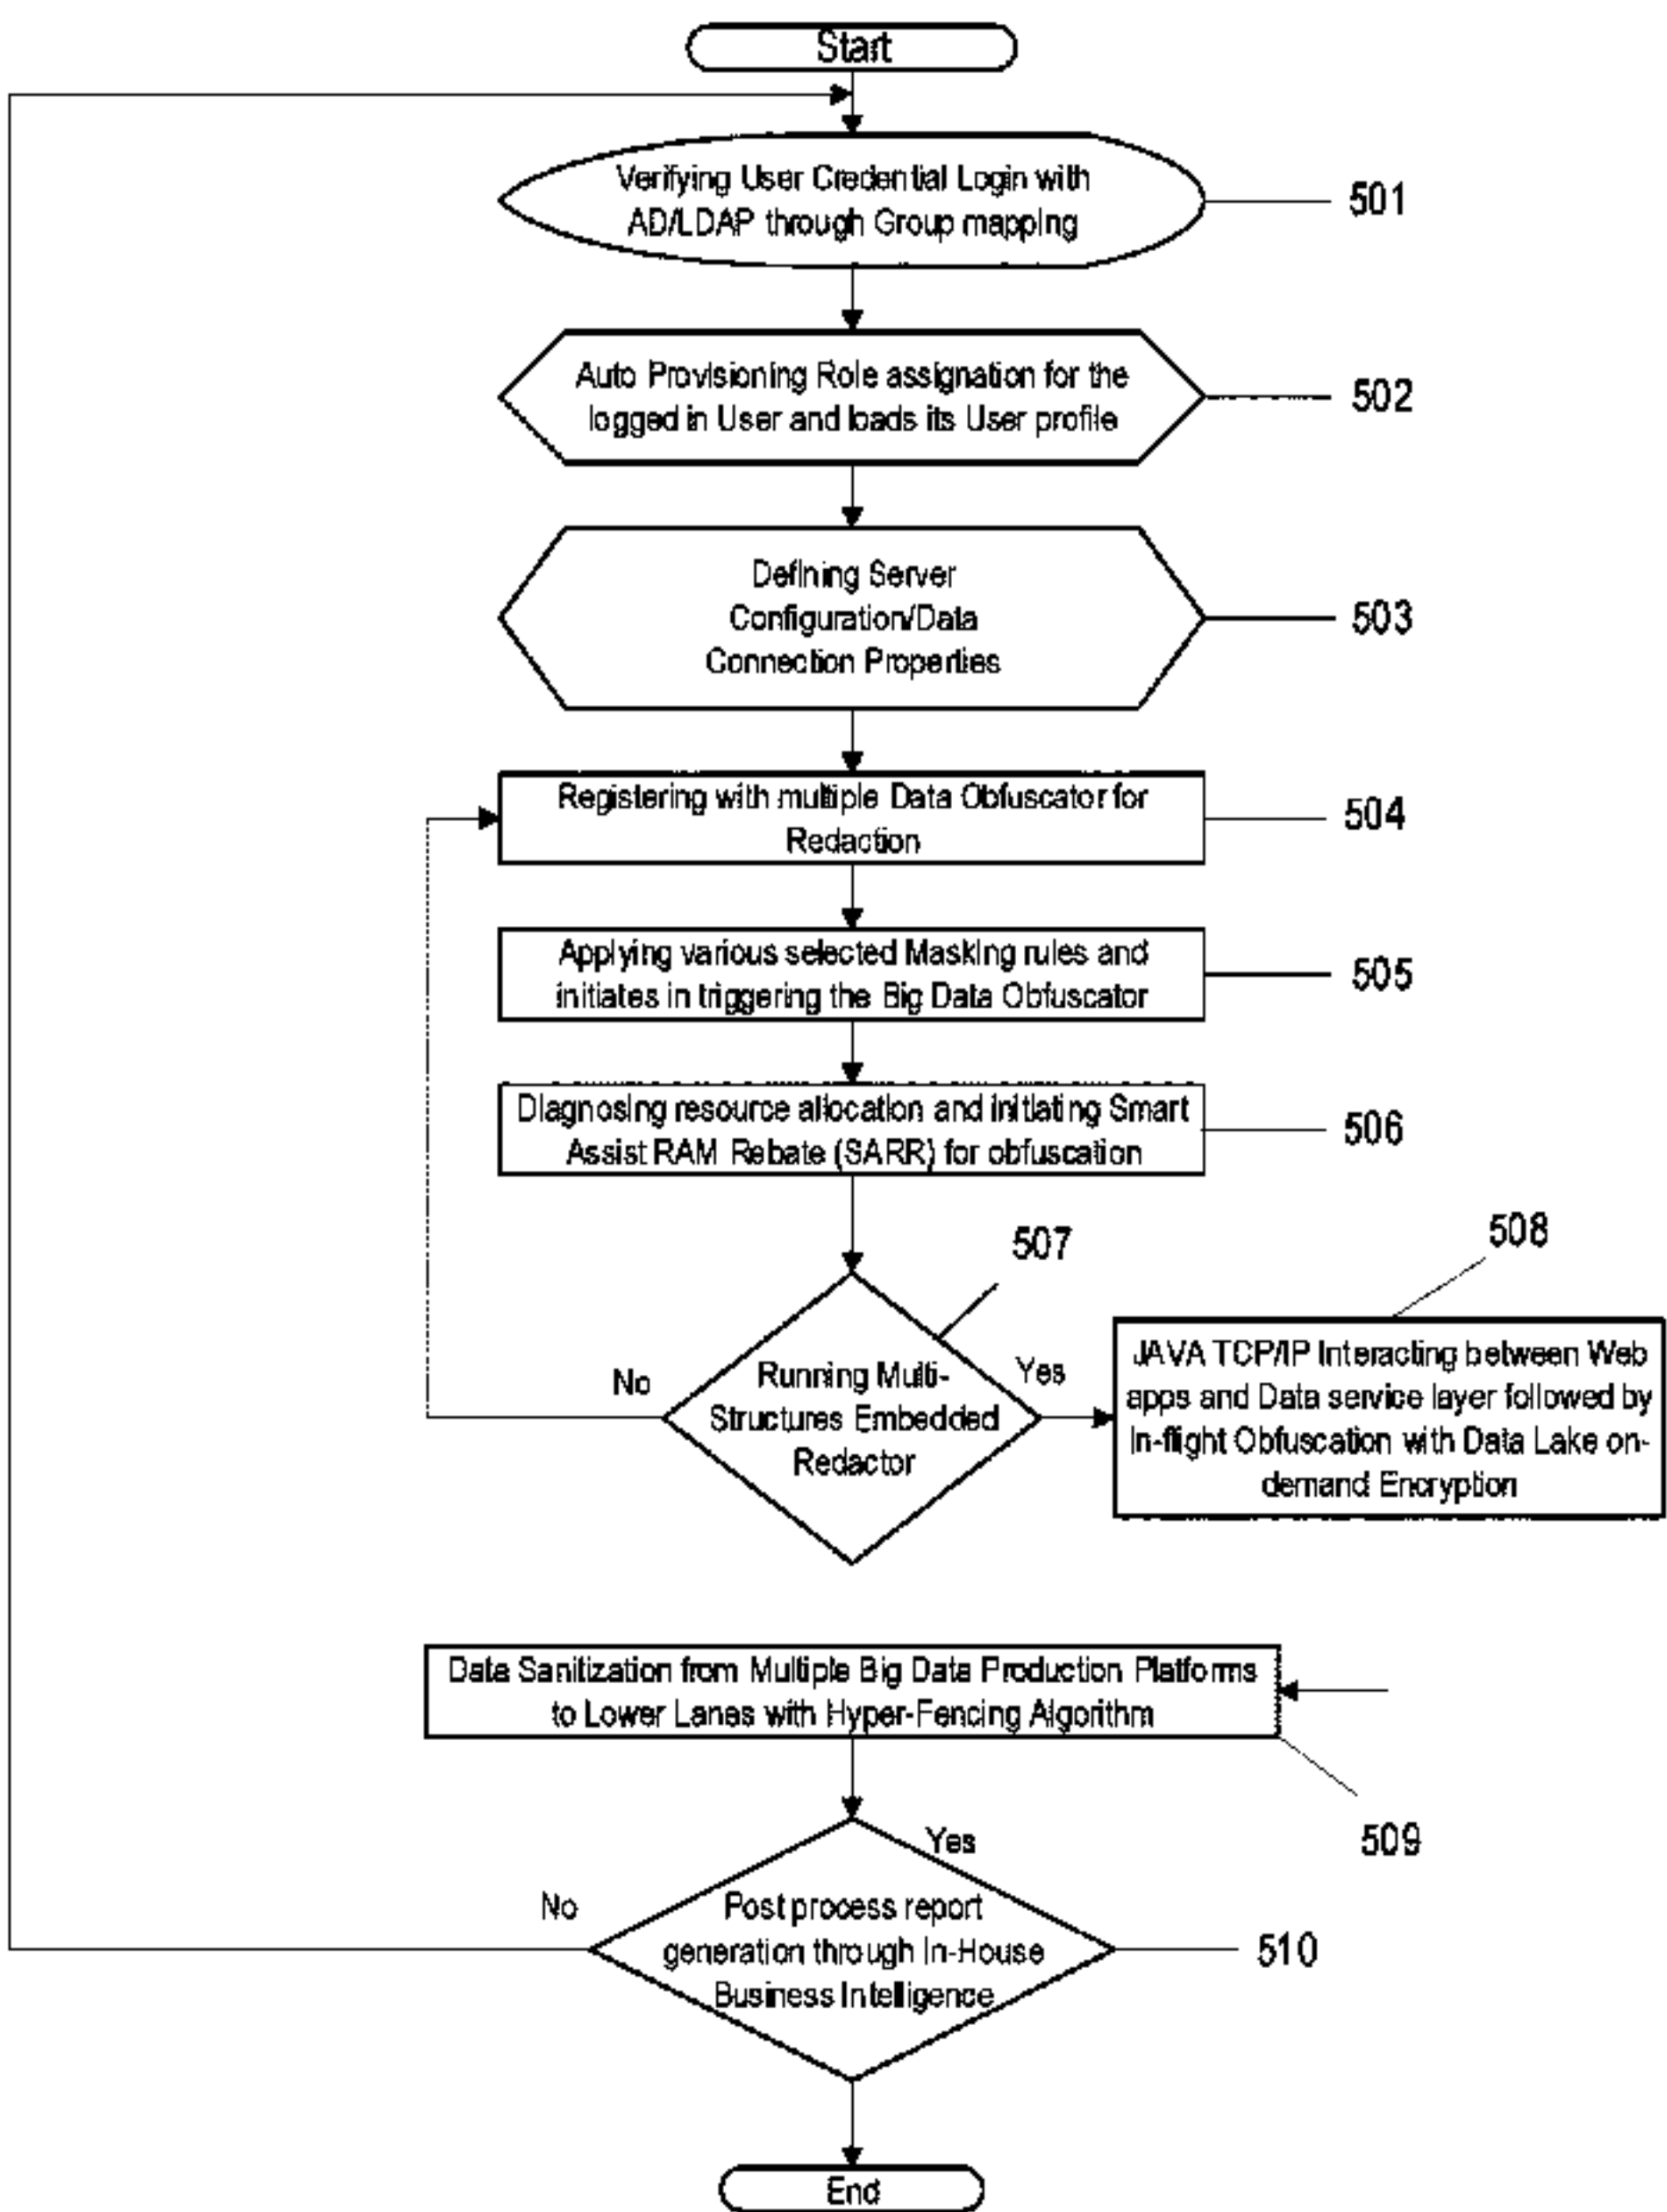 Start
Verifying User Credential Login with
AD/LDAP through Group mapping
501
Auto Provisioning Role assignation for the
logged in User and loads its User profile
502
Defining Server
Configuration/Data
Connection Properties
503
Registering with multiple Data Obfuscator for
Redaction
504
Applying various selected Masking rules and
initiates in triggering the Big Data Obfuscator
505
Diagnosing resource allocation and initiating Smart
Assist RAM Rebate (SARR) for obfuscation
506
507
508
No
Running Multi-
Structures Embedded
Redactor
Yes
JAVA TCP/IP Interacting between Web
apps and Data service layer followed by
In-flight Obfuscation with Data Lake on-
demand Encryption
Data Sanitization from Multiple Big Data Production Platforms
to Lower Lanes with Hyper-Fencing Algorithm
509
Yes
No
Post process report
generation through In-House
Business Intelligence
510
End